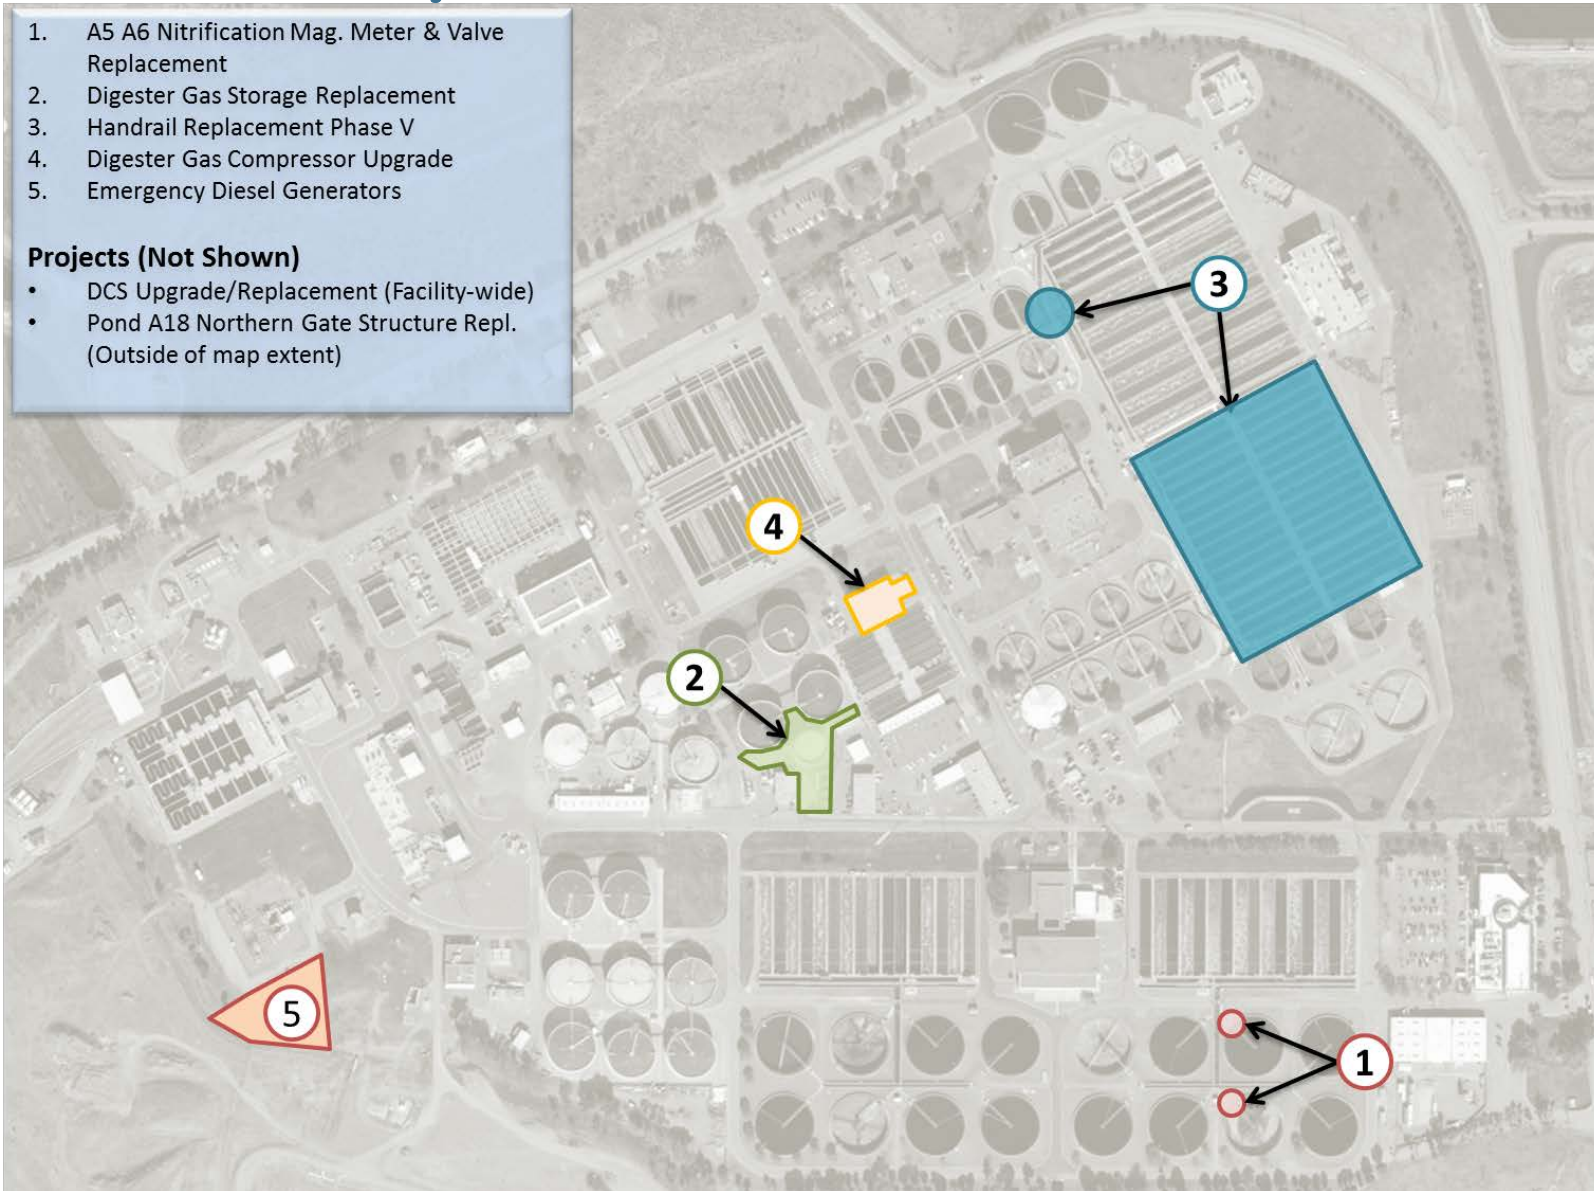 1. A5 A6 Nitrification Mag. Meter & Valve
Replacement
2. Digester Gas Storage Replacement
3. Handrail Replacement Phase V
4. Digester Gas Compressor Upgrade
5. Emergency Diesel Generators
Projects (Not Shown)
• DCS Upgrade/Replacement (Facility-wide)
• Pond A18 Northern Gate Structure Repl.
(Outside of map extent)
3
4
2
5
1